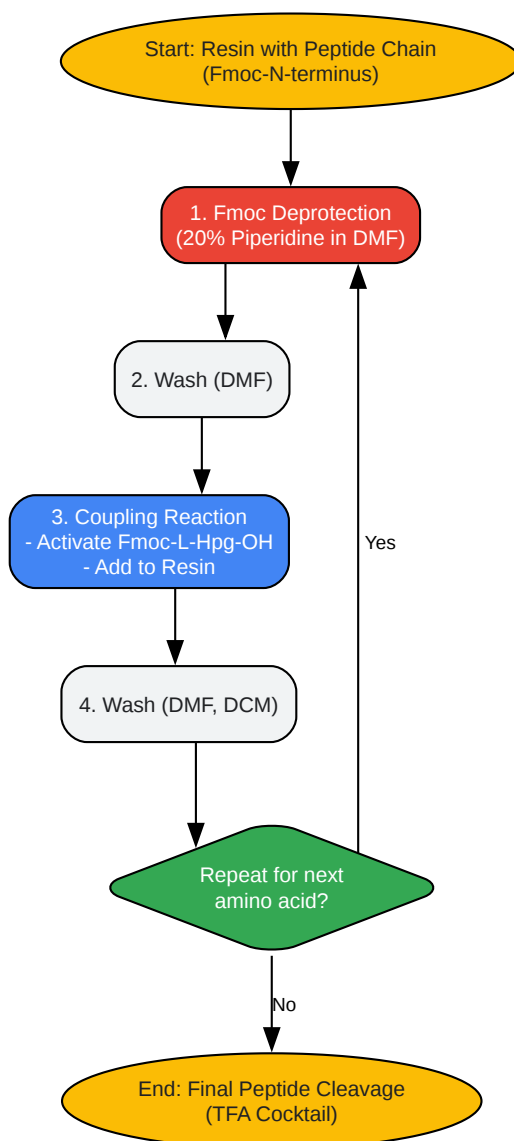 Start: Resin with Peptide Chain
(Fmoc-N-terminus)
1. Fmoc Deprotection
(20% Piperidine in DMF)
2. Wash (DMF)
3. Coupling Reaction
- Activate Fmoc-L-Hpg-OH
- Add to Resin
Yes
4. Wash (DMF, DCM)
Repeat for next
amino acid?
No
End: Final Peptide Cleavage
(TFA Cocktail)